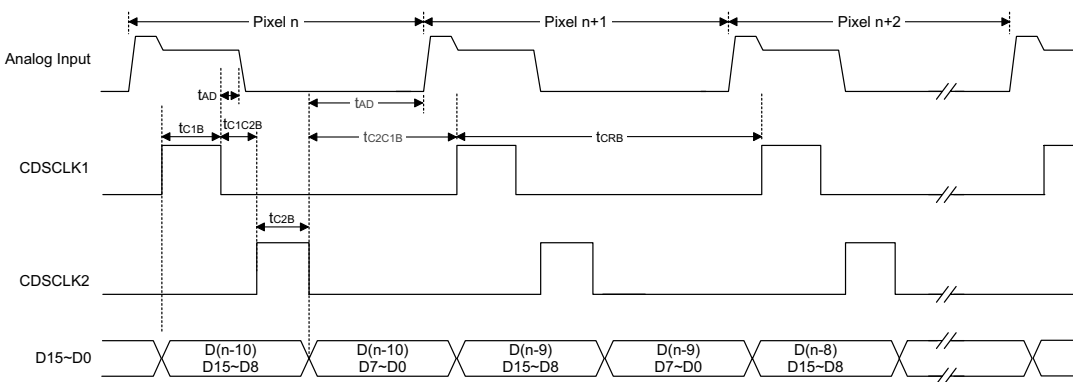 Pixel n
Pixel n+1
Pixel n+2
Analog Input
tAD
tAD
tC1B
tC1C2B
tC2C1B
tCRB
CDSCLK1
tC2B
CDSCLK2
D15~D0
D(n-10)
D15~D8
D(n-10)
D7~D0
D(n-9)
D15~D8
D(n-9)
D7~D0
D(n-8)
D15~D8